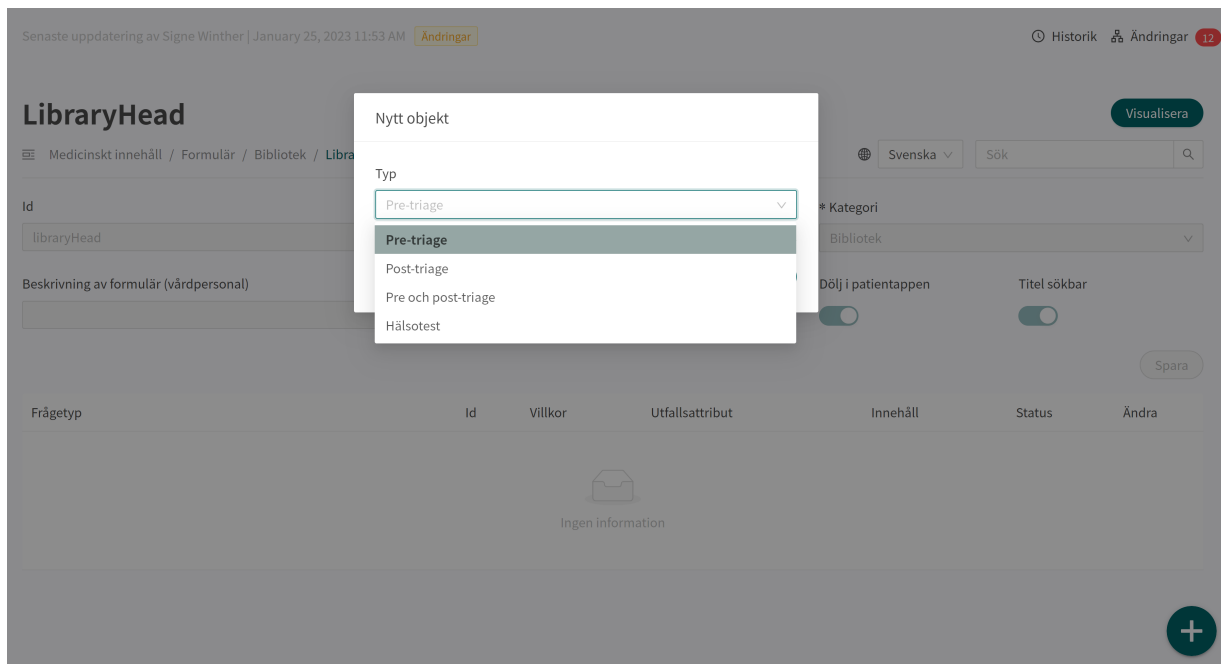 Senaste uppdatering av Signe Winther | January 25, 2023 11:53 AM Ändringar
Historik Ändringar 12
LibraryHead
Visualisera
Medicinskt innehåll / Formulär / Bibliotek / Libra
Svenska Sök
Nytt objekt
Typ
Pre-triage
Pre-triage
Post-triage
Pre och post-triage
Hälsotest
Id
libraryHead
* Kategori
Bibliotek
Beskrivning av formulär (vårdpersonal)
Dölj i patientappen Titel sökbar
Spara
Frågetyp Id Villkor Utfallsattribut Innehåll Status Ändra
Ingen information